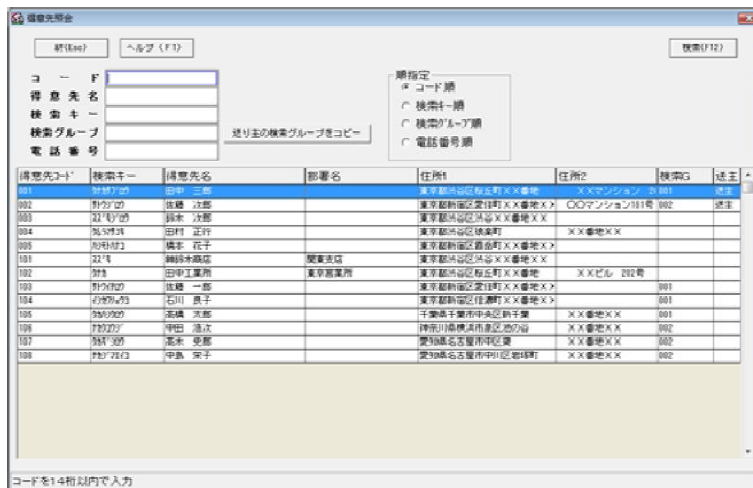 得意先照会
終(Esc) ヘルプ(F1) 検索(F12)
コード
得意先名
検索キー
検索グループ
電話番号
送り主の検索グループをコピー
順指定
コード順
検索キー順
検索グループ順
電話番号順
得意先コード 検索キー 得意先名 部署名 住所1 住所2 検索G 送主
001 田中 三郎 東京都渋谷区桜丘町××番地 ××マンション 001 送主
002 佐藤 次郎 東京都新宿区愛住町××番地×× 〇〇マンション101号 002 送主
003 鈴木 次郎 東京都渋谷区渋谷××番地××
004 田村 正行 東京都渋谷区猿楽町 ××番地××
005 橋本 花子 東京都新宿区霞岳町××番地××
101 スズキ 鈴木商店 関東支店 東京都渋谷区渋谷××番地××
102 タナカ 田中工業所 東京営業所 東京都渋谷区桜丘町××番地 ××ビル 202号
103 佐藤 一郎 東京都新宿区愛住町××番地×× 001
104 石川 良子 東京都新宿区信濃町××番地×× 001
105 高橋 太郎 千葉県千葉市中央区新千葉 ××番地×× 001
106 中田 浩次 神奈川県横浜市泉区池の谷 ××番地×× 002
107 高木 史郎 愛知県名古屋市中区栄 ××番地×× 002
108 中島 栄子 愛知県名古屋市中川区岩塚町 ××番地×× 002
コードを14桁以内で入力